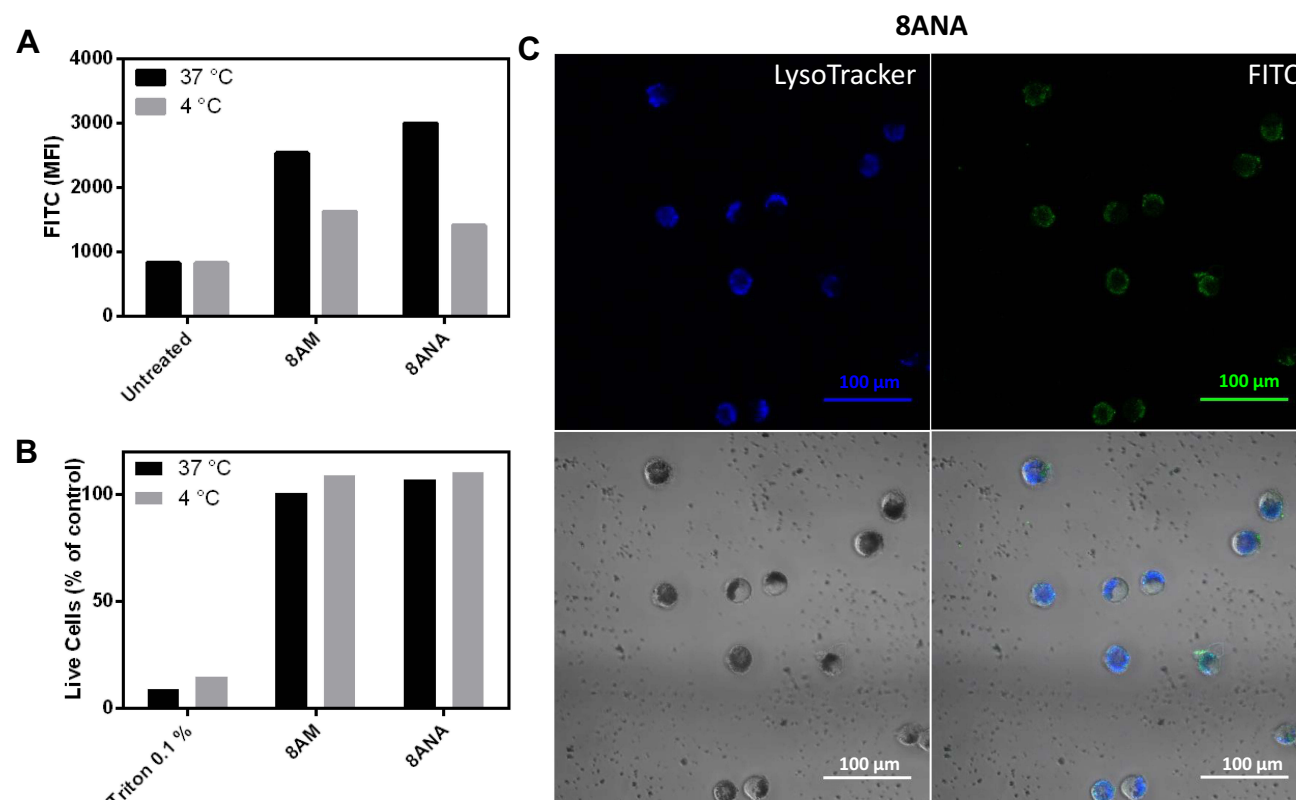 A
FITC (MFI)
4000
3000
2000
1000
0
37 °C
4 °C
Untreated
8AM
8ANA
B
Live Cells (% of control)
100
50
0
37 °C
4 °C
Triton 0.1 %
8AM
8ANA
C
8ANA
LysoTracker
FITC
100 µm
100 µm
100 µm
100 µm